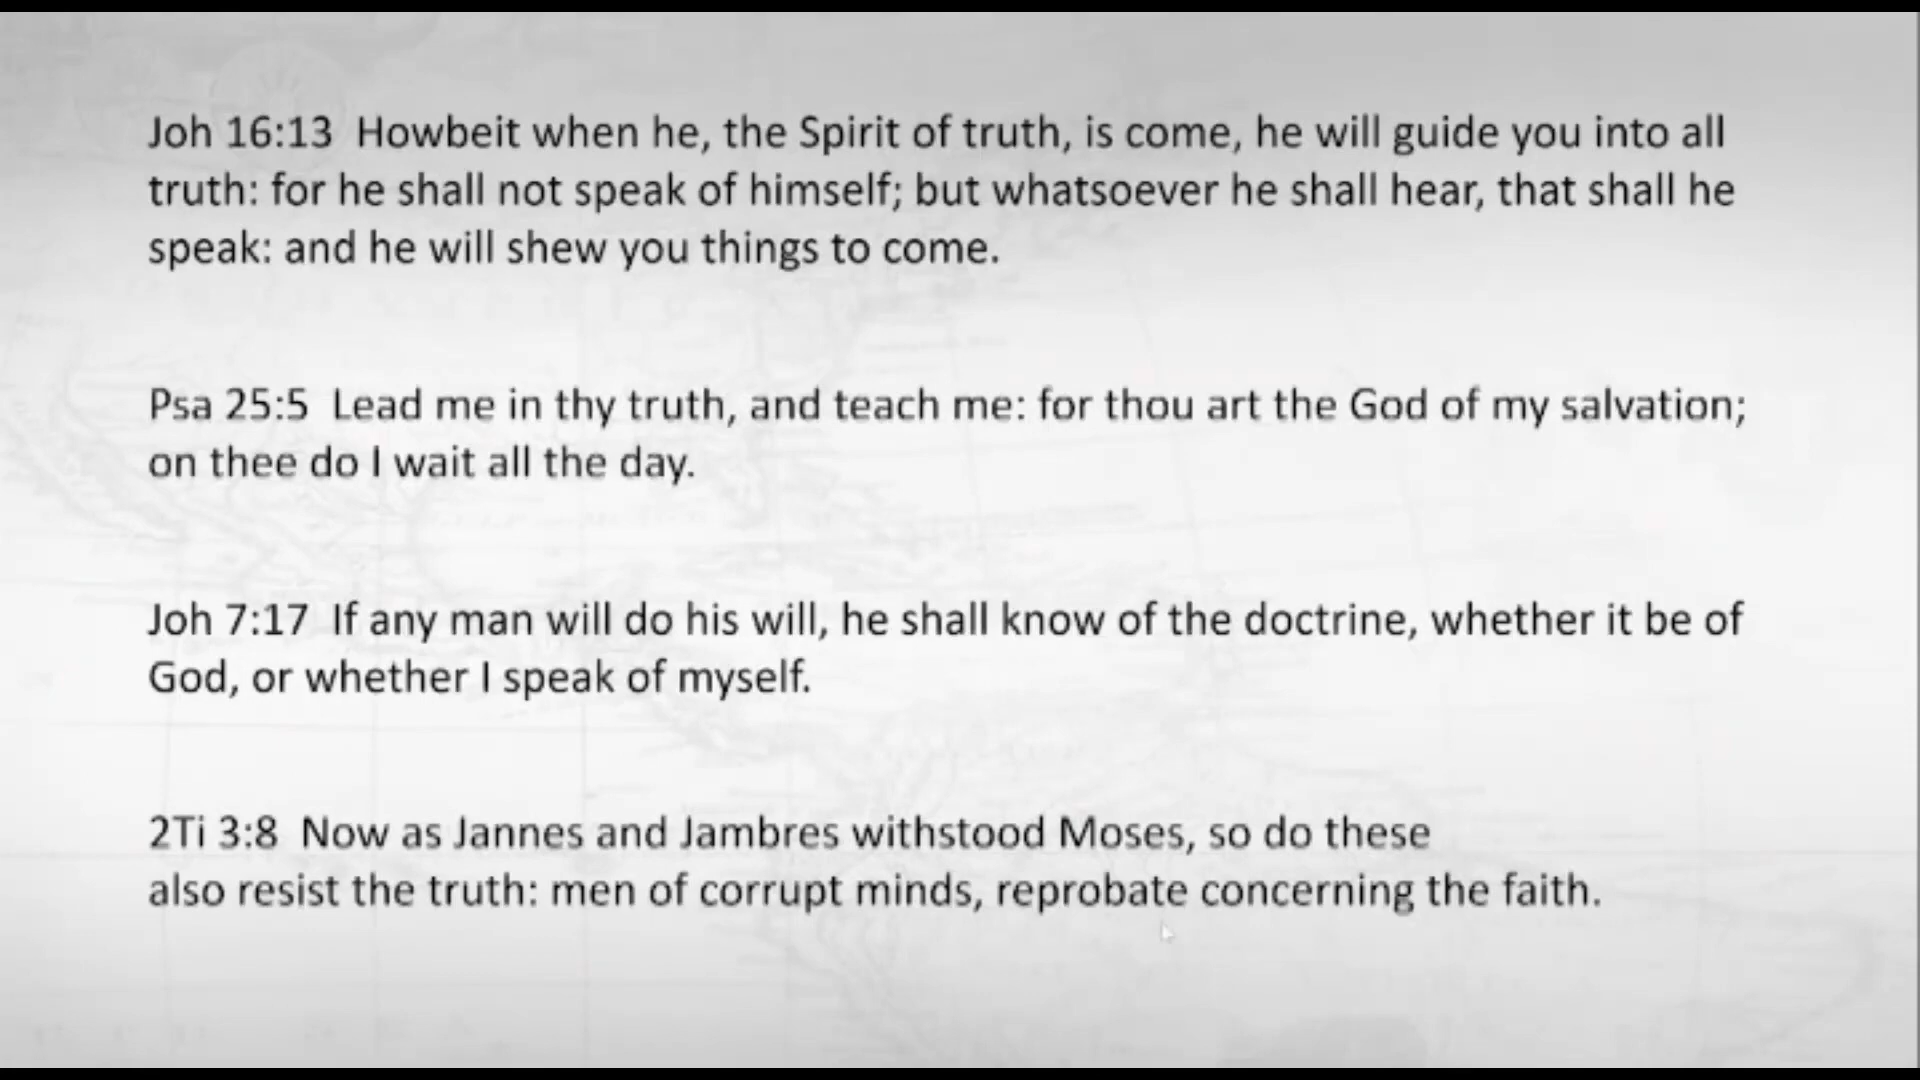 Joh 16:13  Howbeit when he, the Spirit of truth, is come, he will guide you into all
truth: for he shall not speak of himself; but whatsoever he shall hear, that shall he
speak: and he will shew you things to come.
Psa 25:5  Lead me in thy truth, and teach me: for thou art the God of my salvation;
on thee do I wait all the day.
Joh 7:17  If any man will do his will, he shall know of the doctrine, whether it be of
God, or whether I speak of myself.
2Ti 3:8  Now as Jannes and Jambres withstood Moses, so do these
also resist the truth: men of corrupt minds, reprobate concerning the faith.